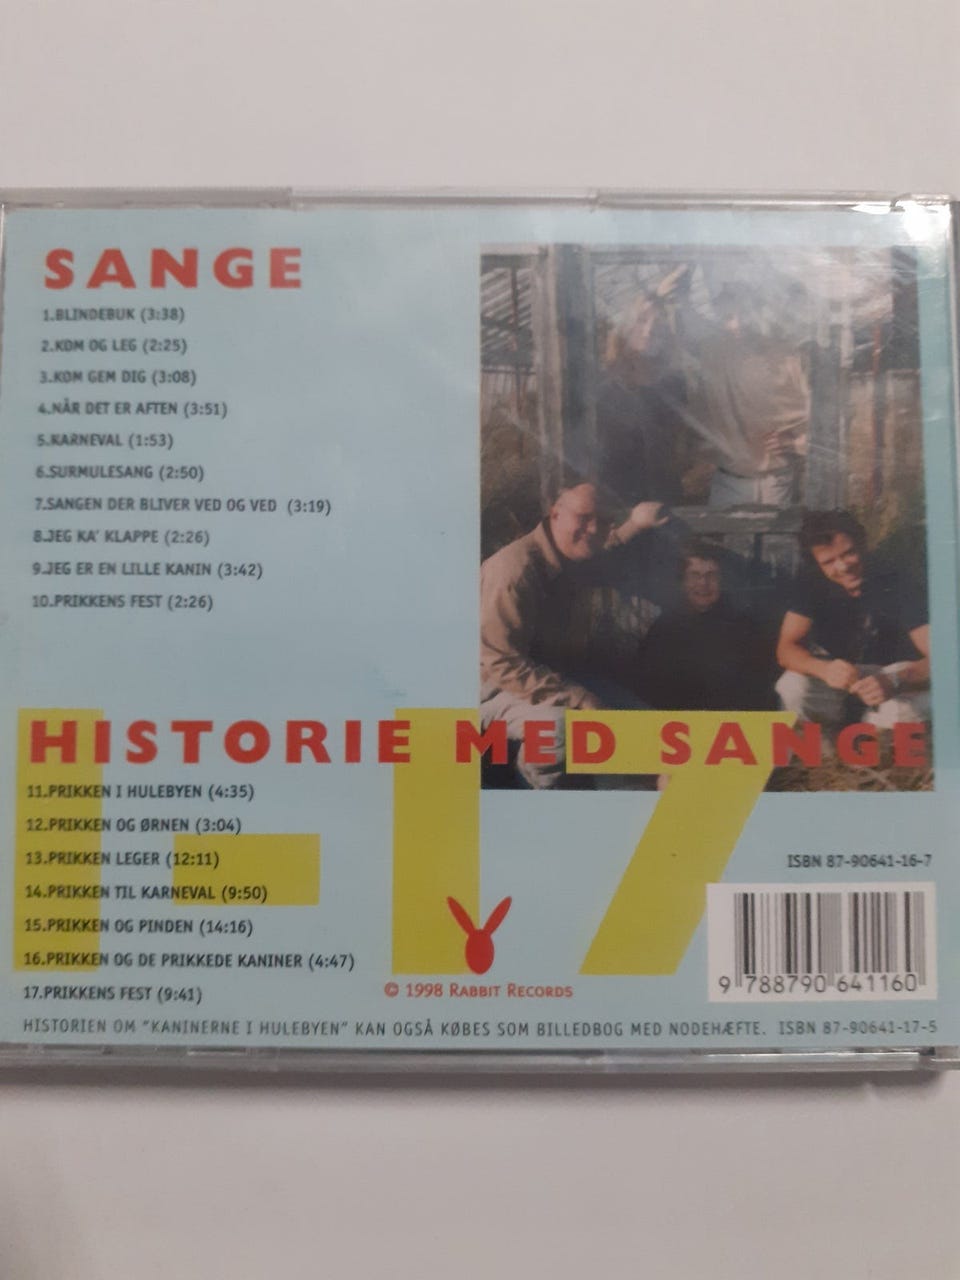 SANGE
1.BLINDEBUK (3:38)
2.KOM OG LEG (2:25)
3.KOM GEM DIG (3:08)
4.NÅR DET ER AFTEN (3:51)
5.KARNEVAL (1:53)
6.SURMULESANG (2:50)
7.SANGEN DER BLIVER VED OG VED (3:19)
8.JEG KA' KLAPPE (2:26)
9.JEG ER EN LILLE KANIN (3:42)
10.PRIKKENS FEST (2:26)
HISTORIE MED SANGE
1-17
11.PRIKKEN I HULEBYEN (4:35)
12.PRIKKEN OG ØRNEN (3:04)
13.PRIKKEN LEGER (12:11)
14.PRIKKEN TIL KARNEVAL (9:50)
15.PRIKKEN OG PINDEN (14:16)
16.PRIKKEN OG DE PRIKKEDE KANINER (4:47)
17.PRIKKENS FEST (9:41)
ISBN 87-90641-16-7
9 788790 641160
© 1998 RABBIT RECORDS
HISTORIEN OM "KANINERNE I HULEBYEN" KAN OGSÅ KØBES SOM BILLEDBOG MED NODEHÆFTE. ISBN 87-90641-17-5